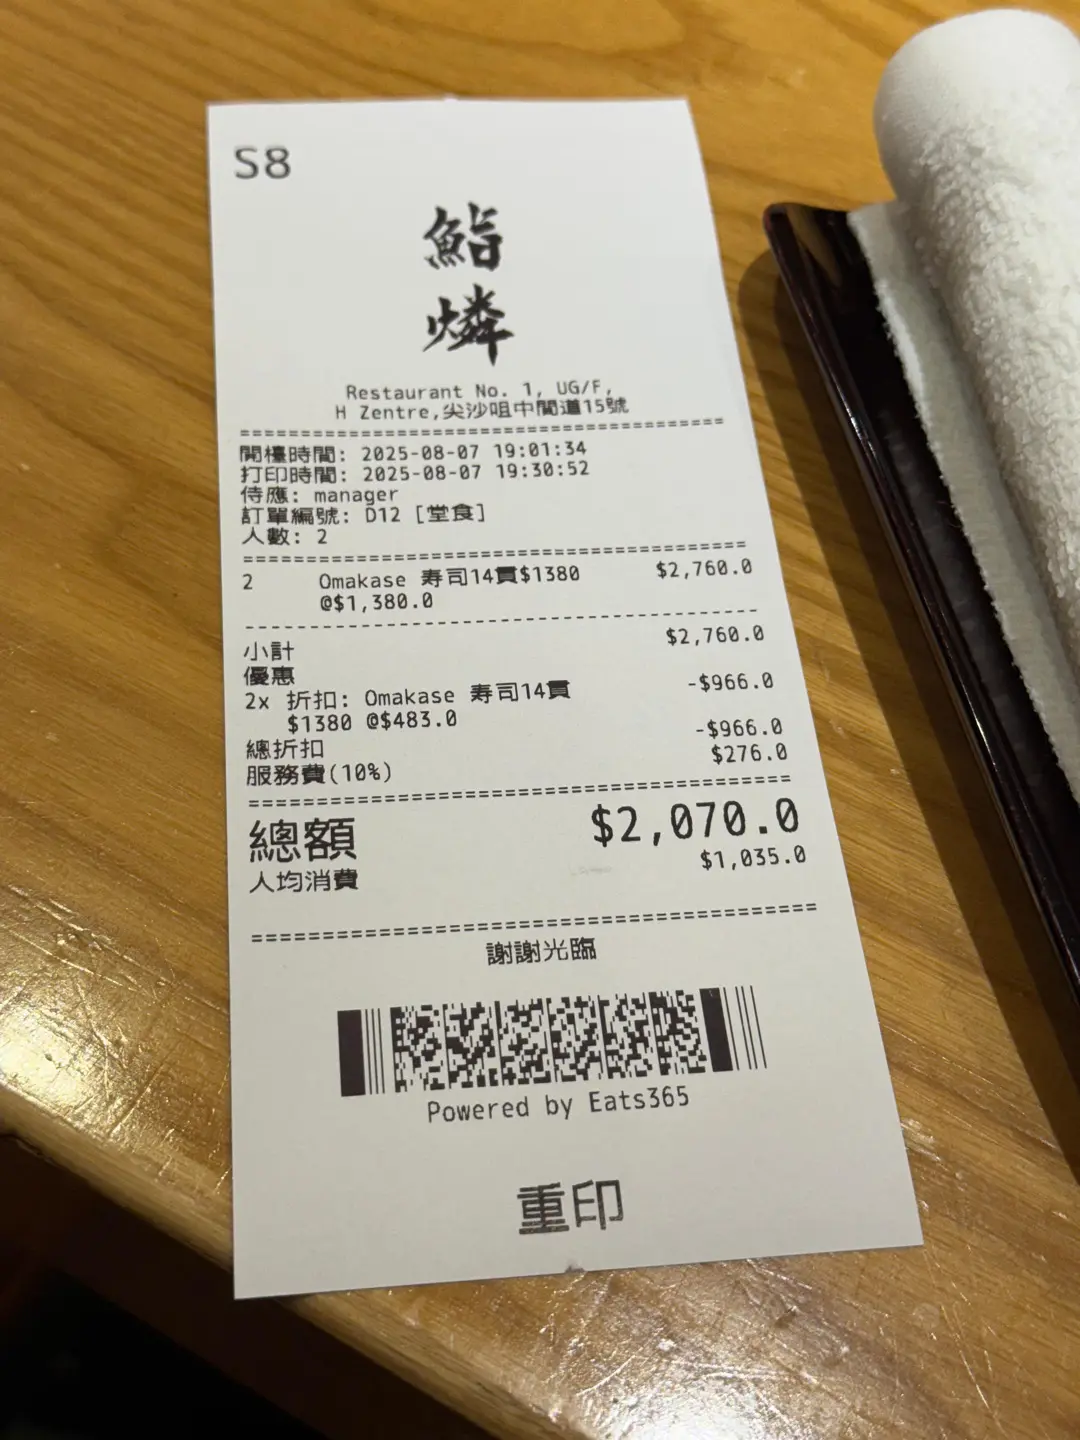 S8
鮨
燐
Restaurant No. 1, UG/F,
H Zentre,尖沙咀中間道15號
========================================
開檯時間: 2025-08-07 19:01:34
打印時間: 2025-08-07 19:30:52
侍應: manager
訂單編號: D12 [堂食]
人數: 2
========================================
2 Omakase 寿司14貫$1380 $2,760.0
@$1,380.0
----------------------------------------
小計 $2,760.0
優惠
2x 折扣: Omakase 寿司14貫 -$966.0
$1380 @$483.0
總折扣 -$966.0
服務費(10%) $276.0
========================================
總額 $2,070.0
人均消費 $1,035.0
========================================
謝謝光臨
Powered by Eats365
重印